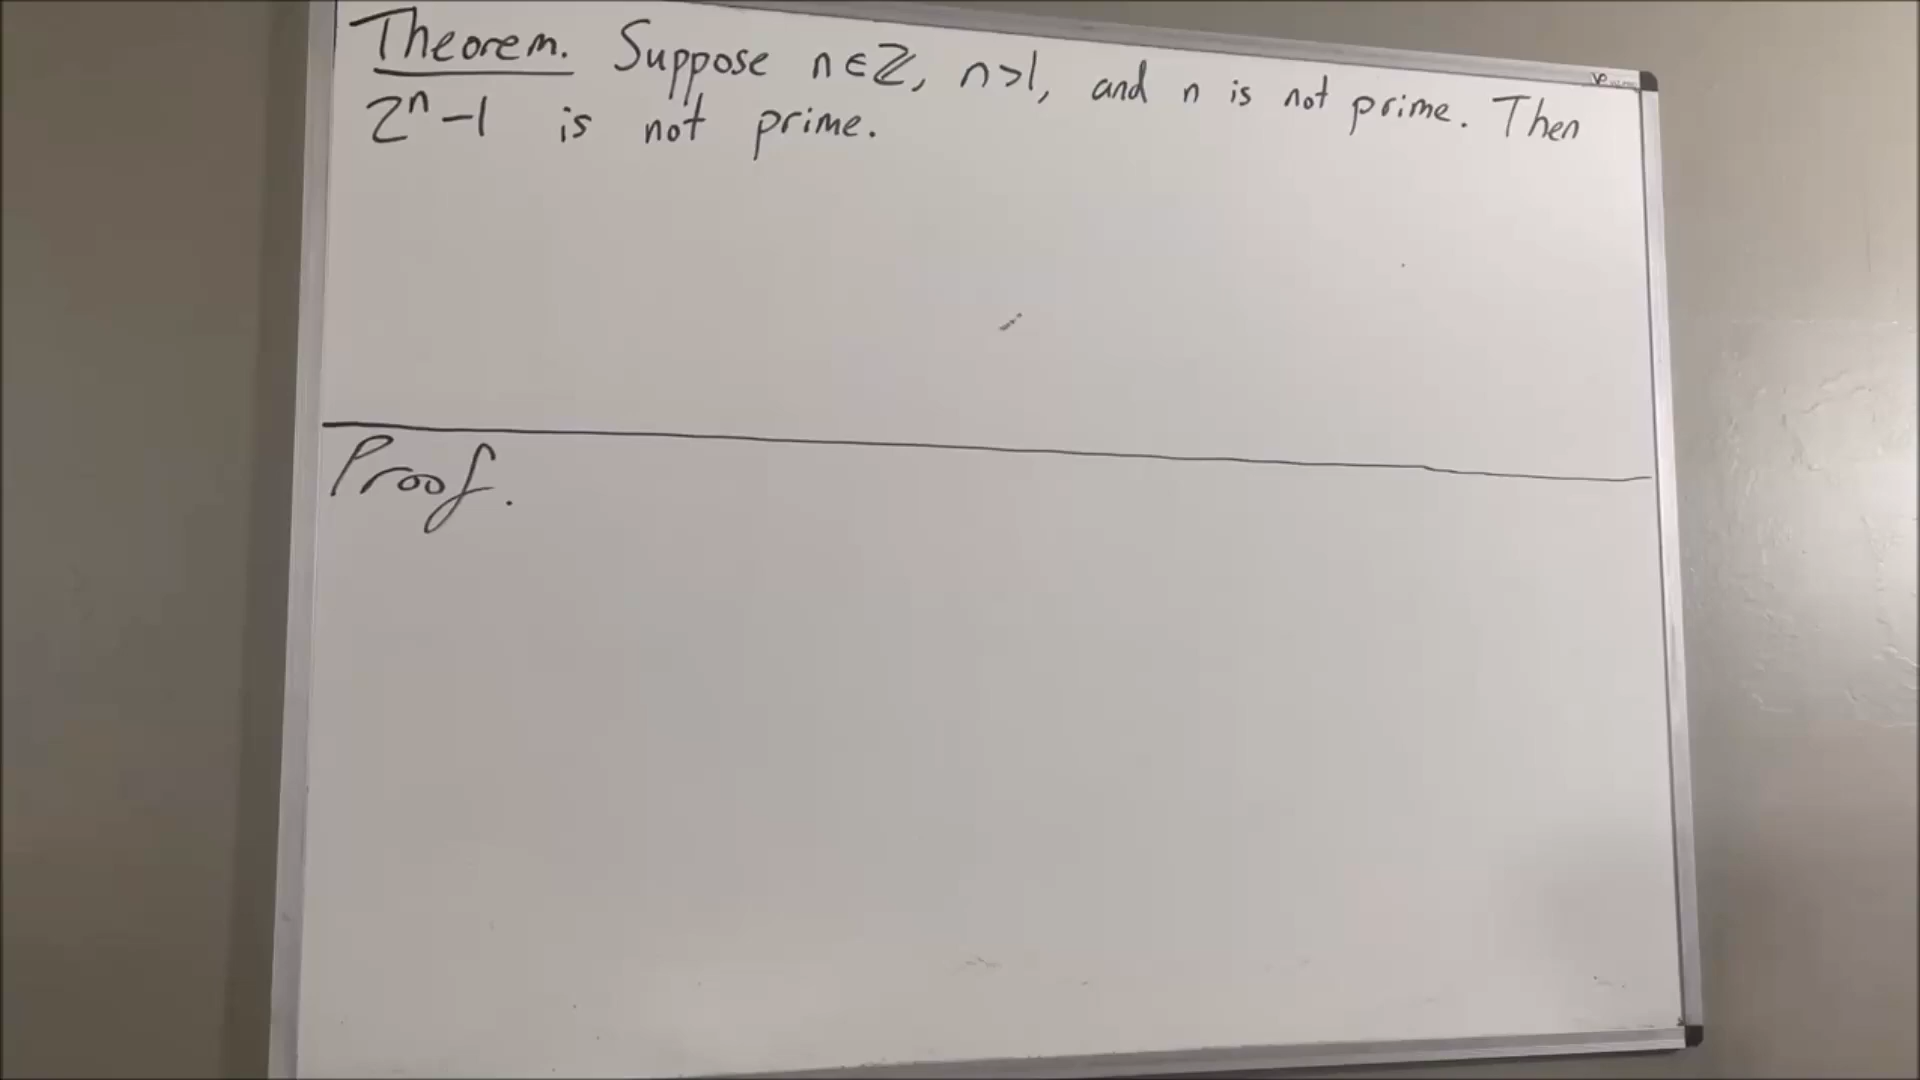 Theorem. Suppose n∈ℤ, n>1, and n is not prime. Then
2ⁿ-1 is not prime.
Proof.